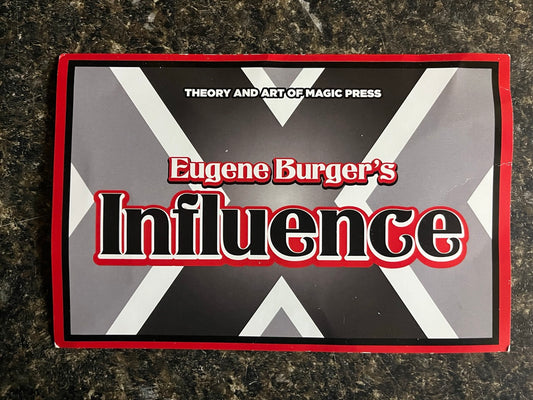 THEORY AND ART OF MAGIC PRESS
Eugene Burger's
Influence